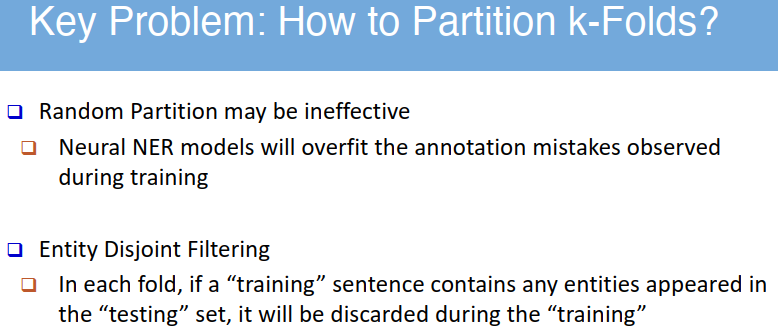 Key Problem: How to Partition k-Folds?
Random Partition may be ineffective
Neural NER models will overfit the annotation mistakes observed
during training
Entity Disjoint Filtering
In each fold, if a “training” sentence contains any entities appeared in
the “testing” set, it will be discarded during the “training”